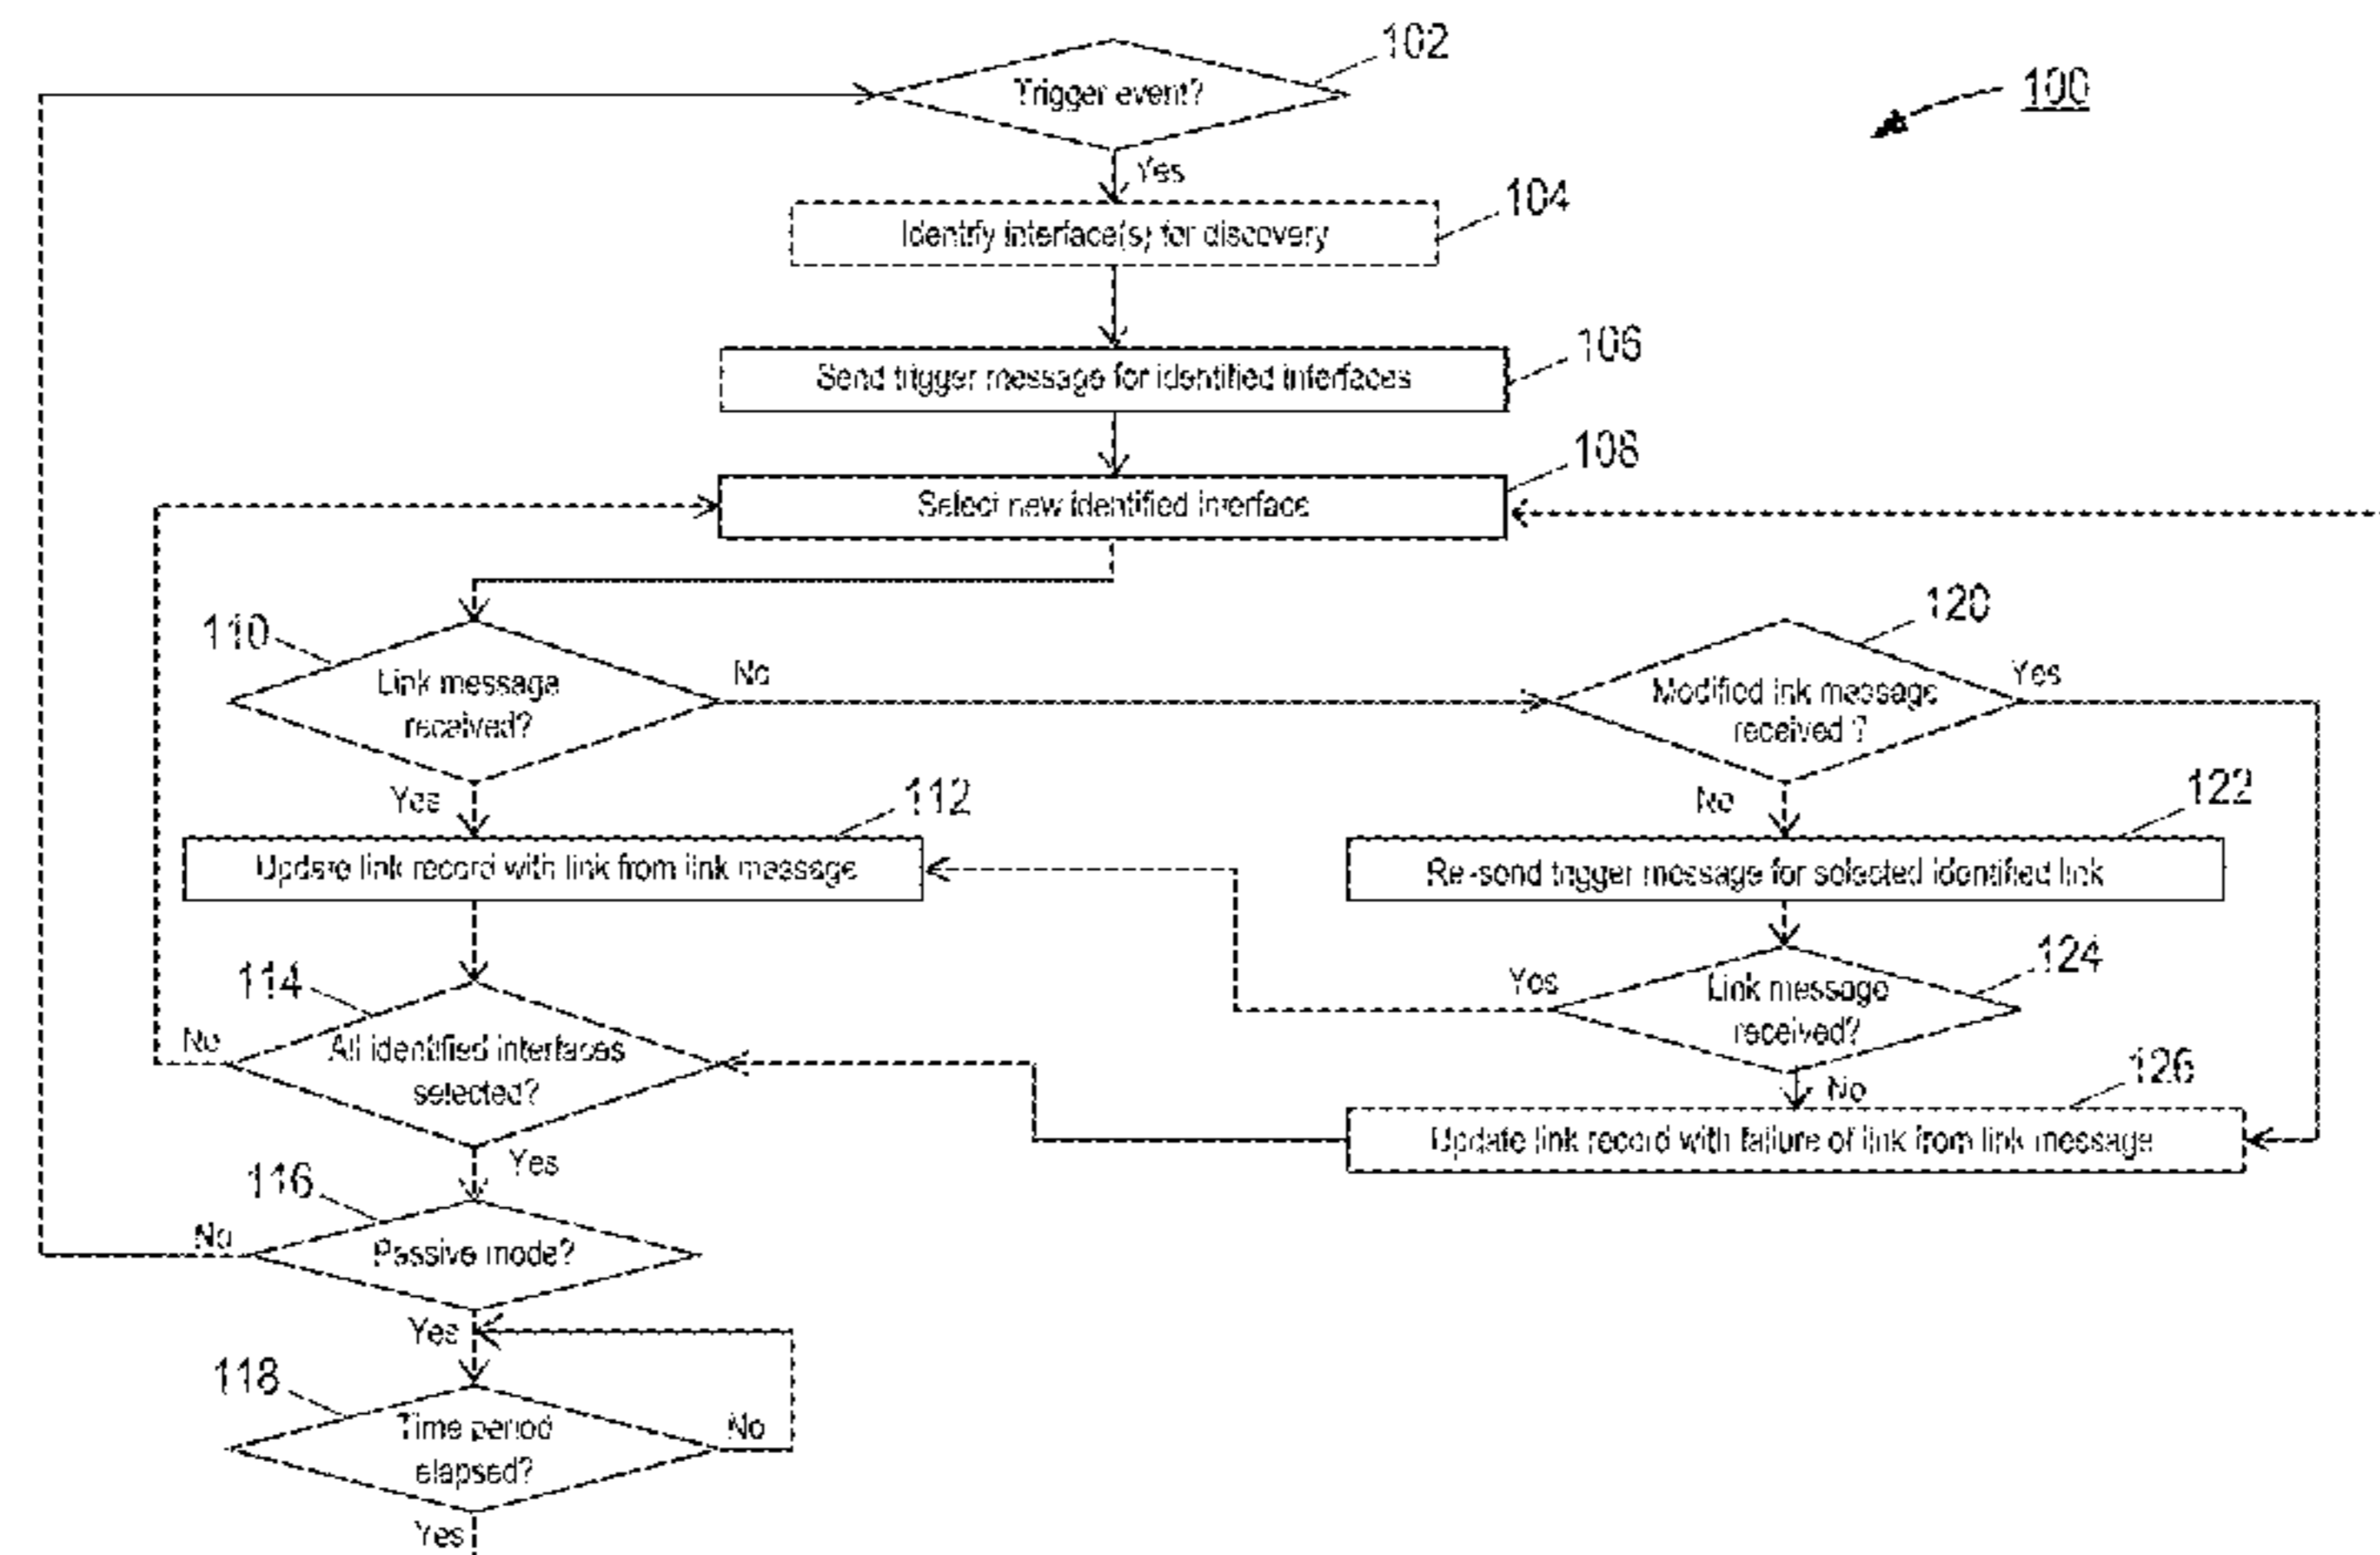 102
Trigger event?
100
Yes
Identify interface(s) for discovery
104
Send trigger message for identified interfaces
106
Select new identified interface
108
110
Link message
received?
No
120
Modified link message
received ?
Yes
Yes
112
Update link record with link from link message
No
122
Re-send trigger message for selected identified link
114
All identified interfaces
selected?
No
Yes
124
Link message
received?
No
126
Update link record with failure of link from link message
Yes
116
Passive mode?
No
Yes
118
Time period
elapsed?
No
Yes